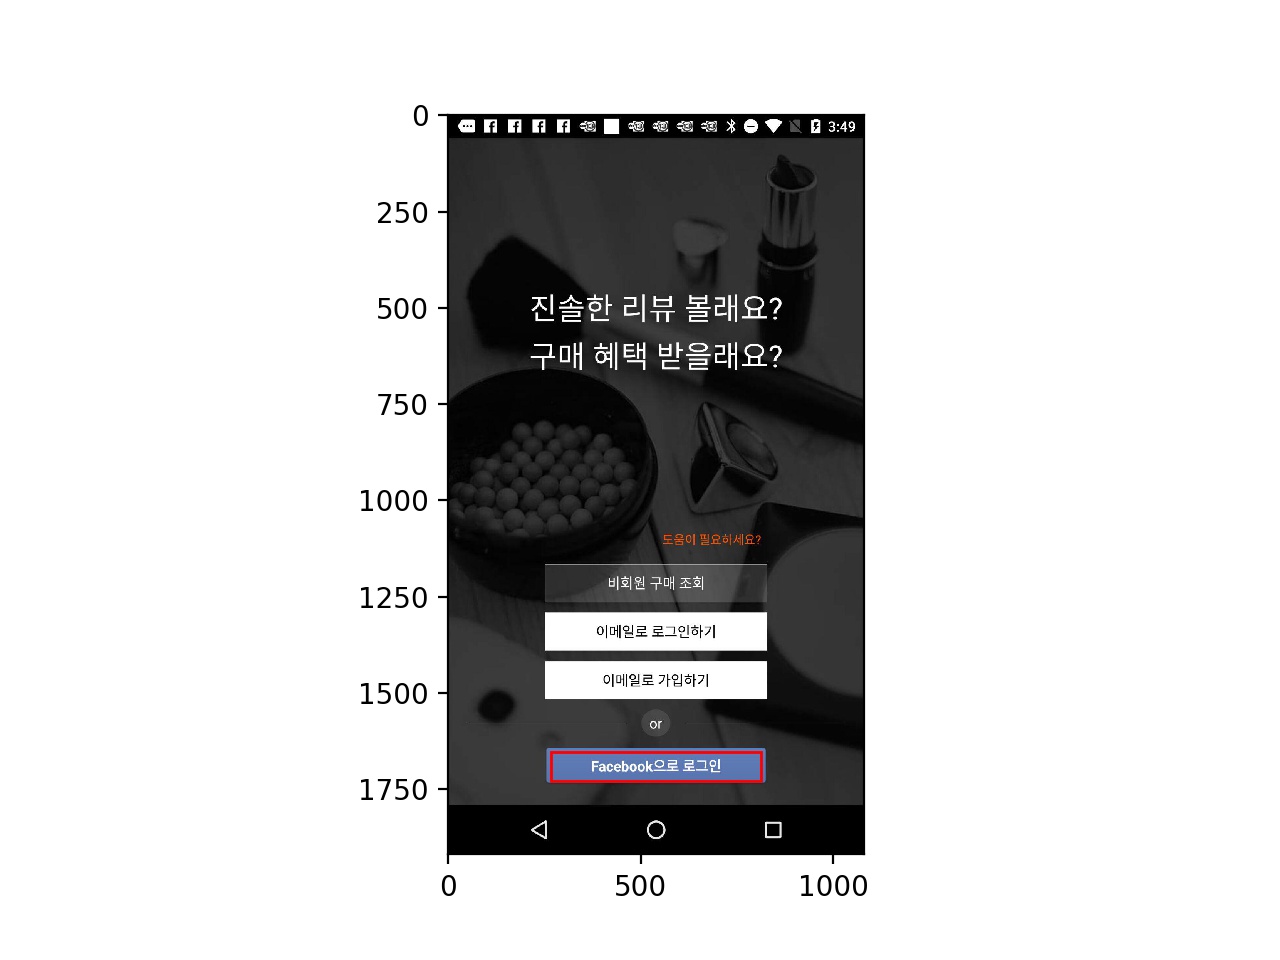 0
250
500
750
1000
1250
1500
1750
3:49
진솔한 리뷰 볼래요?
구매 혜택 받을래요?
도움이 필요하세요?
비회원 구매 조회
이메일로 로그인하기
이메일로 가입하기
or
Facebook으로 로그인
0 500 1000